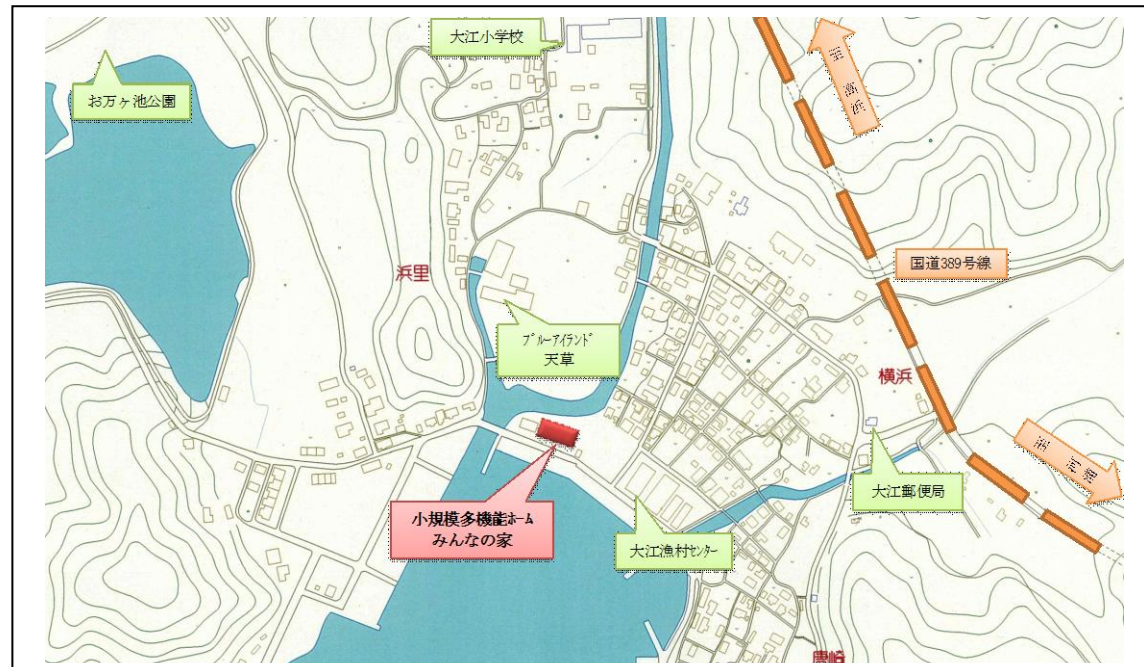 大江小学校
お万ヶ池公園
至 高浜
国道389号線
浜里
ブルーアイランド
天草
横浜
大江郵便局
小規模多機能ホーム
みんなの家
大江漁村センター